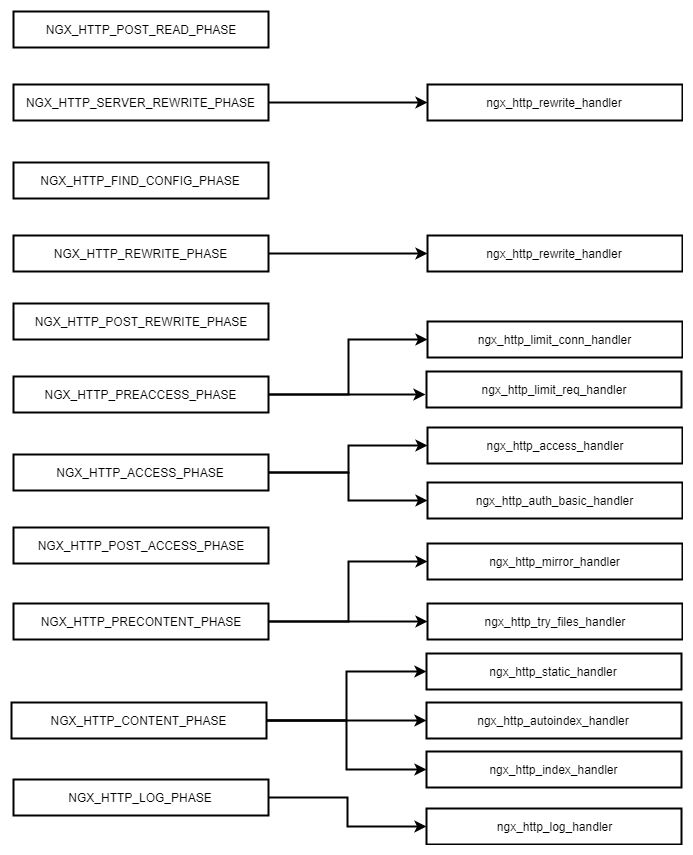 NGX_HTTP_POST_READ_PHASE
NGX_HTTP_SERVER_REWRITE_PHASE
ngx_http_rewrite_handler
NGX_HTTP_FIND_CONFIG_PHASE
NGX_HTTP_REWRITE_PHASE
ngx_http_rewrite_handler
NGX_HTTP_POST_REWRITE_PHASE
ngx_http_limit_conn_handler
NGX_HTTP_PREACCESS_PHASE
ngx_http_limit_req_handler
ngx_http_access_handler
NGX_HTTP_ACCESS_PHASE
ngx_http_auth_basic_handler
NGX_HTTP_POST_ACCESS_PHASE
ngx_http_mirror_handler
NGX_HTTP_PRECONTENT_PHASE
ngx_http_try_files_handler
ngx_http_static_handler
NGX_HTTP_CONTENT_PHASE
ngx_http_autoindex_handler
ngx_http_index_handler
NGX_HTTP_LOG_PHASE
ngx_http_log_handler